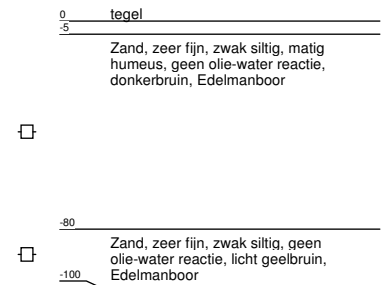 0 tegel
-5
Zand, zeer fijn, zwak siltig, matig
humeus, geen olie-water reactie,
donkerbruin, Edelmanboor
-80
Zand, zeer fijn, zwak siltig, geen
olie-water reactie, licht geelbruin,
-100 Edelmanboor